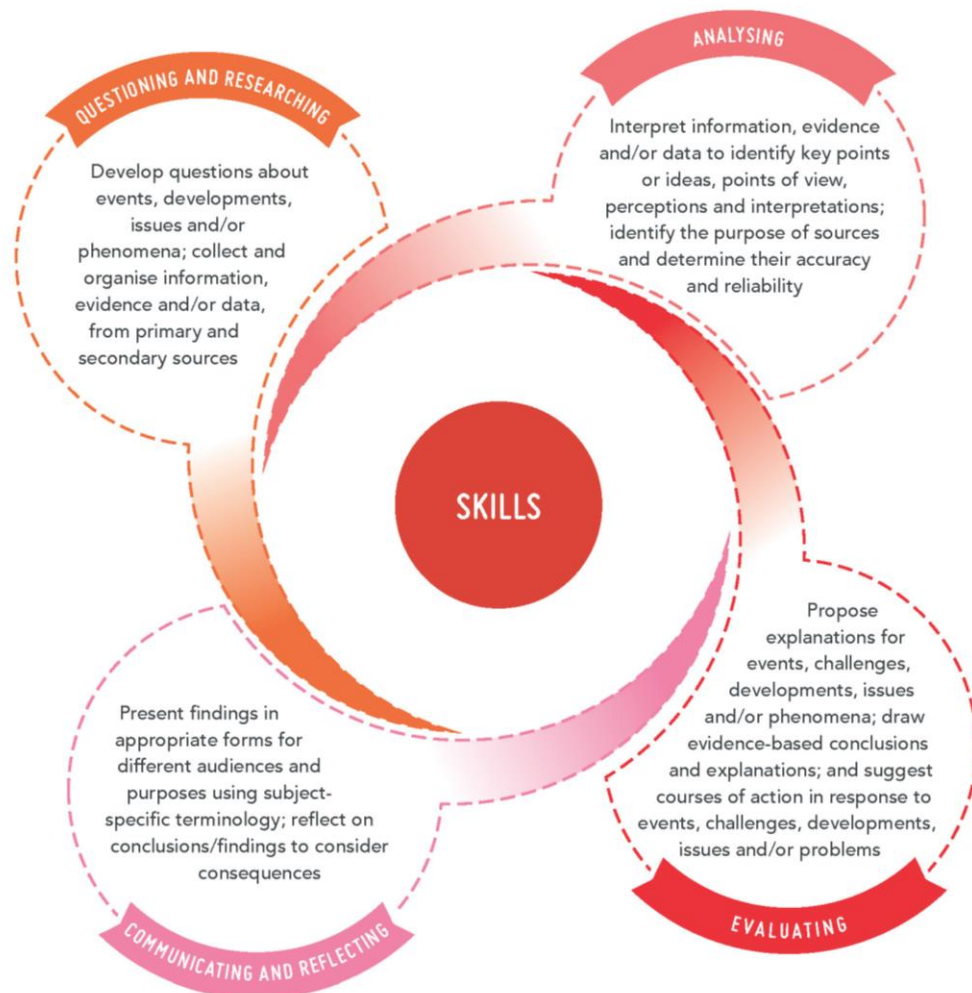 QUESTIONING AND RESEARCHING
Develop questions about
events, developments,
issues and/or
phenomena; collect and
organise information,
evidence and/or data,
from primary and
secondary sources
ANALYSING
Interpret information, evidence
and/or data to identify key points
or ideas, points of view,
perceptions and interpretations;
identify the purpose of sources
and determine their accuracy
and reliability
SKILLS
Present findings in
appropriate forms for
different audiences and
purposes using subject-
specific terminology; reflect on
conclusions/findings to consider
consequences
COMMUNICATING AND REFLECTING
Propose
explanations for
events, challenges,
developments, issues
and/or phenomena; draw
evidence-based conclusions
and explanations; and suggest
courses of action in response to
events, challenges, developments,
issues and/or problems
EVALUATING